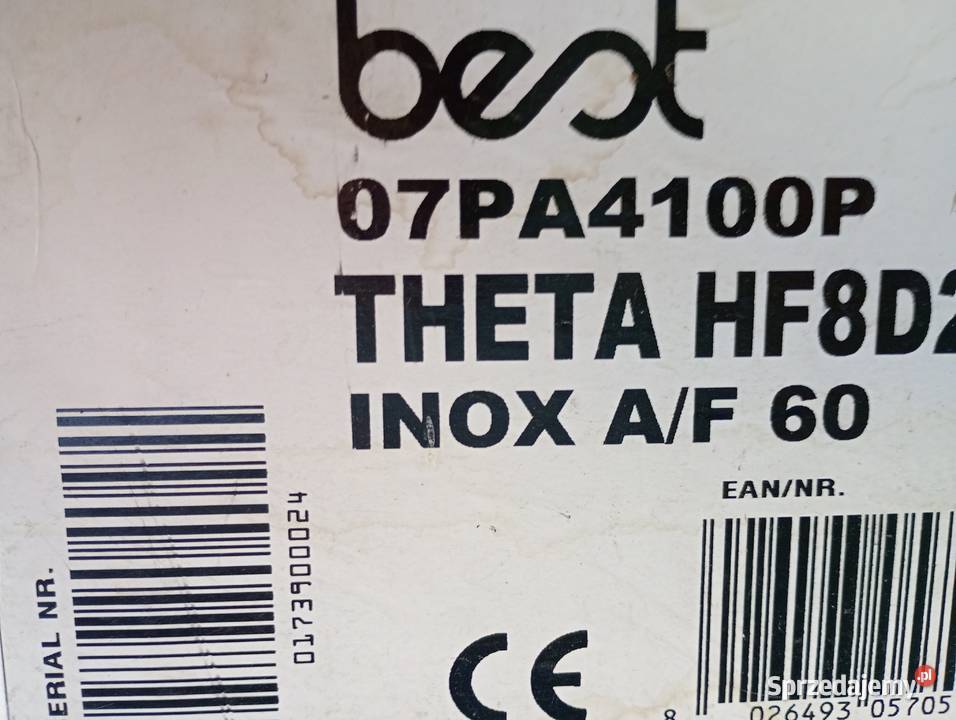 best
07PA4100P
THETA HF8D2
INOX A/F 60
EAN/NR.
ERIAL NR.
0173900024
CE
8 026493 05705
Sprzedajemy.pl